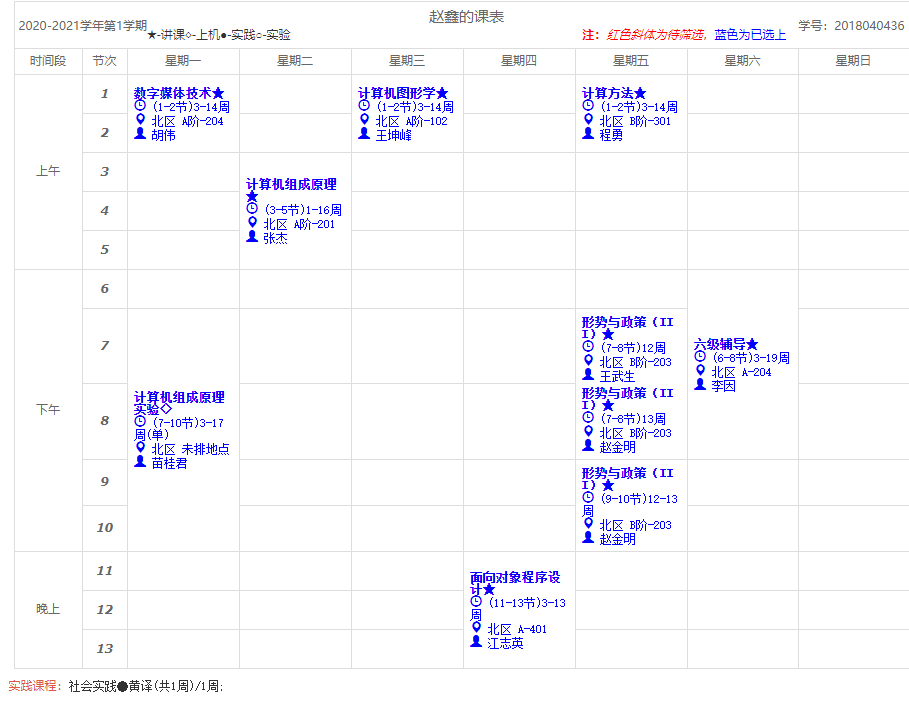 赵鑫的课表
2020-2021学年第1学期
★-讲课◇-上机●-实践○-实验
注：红色斜体为待筛选，蓝色为已选上
学号：2018040436
时间段 节次 星期一 星期二 星期三 星期四 星期五 星期六 星期日
上午
1
2
3
4
5
数字媒体技术★
(1-2节)3-14周
北区 A阶-204
胡伟
计算机图形学★
(1-2节)3-14周
北区 A阶-102
王坤峰
计算方法★
(1-2节)3-14周
北区 B阶-301
程勇
计算机组成原理
★
(3-5节)1-16周
北区 A阶-201
张杰
下午
6
7
8
9
10
计算机组成原理
实验◇
(7-10节)3-17
周(单)
北区 未排地点
苗桂君
形势与政策（II
I）★
(7-8节)12周
北区 B阶-203
王武生
形势与政策（II
I）★
(7-8节)13周
北区 B阶-203
赵金明
形势与政策（II
I）★
(9-10节)12-13
周
北区 B阶-203
赵金明
六级辅导★
(6-8节)3-19周
北区 A-204
李因
晚上
11
12
13
面向对象程序设
计★
(11-13节)3-13
周
北区 A-401
江志英
实践课程：社会实践●黄译(共1周)/1周;